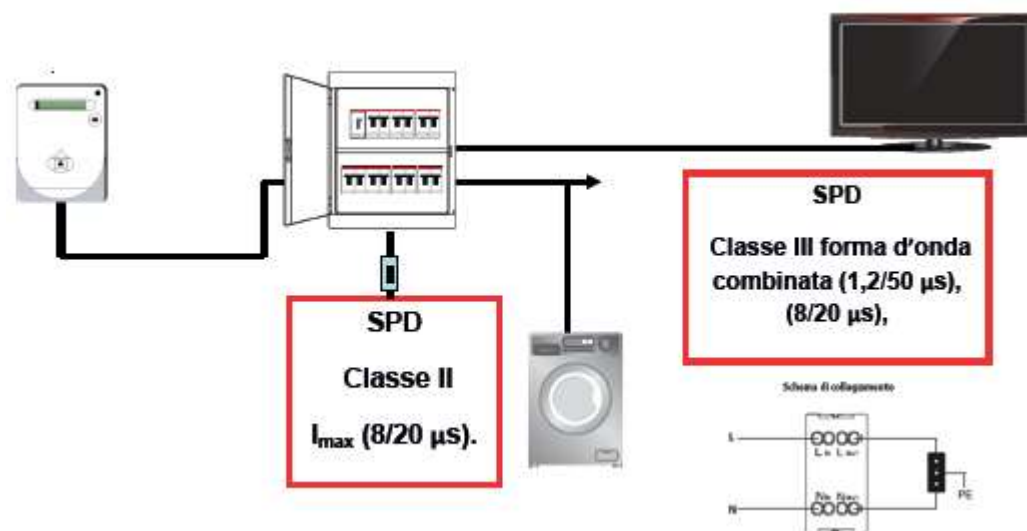 SPD
Classe III forma d'onda
combinata (1,2/50 μs),
(8/20 μs),
SPD
Classe II
Imax (8/20 μs).
Schema di collegamento
L
N
PE